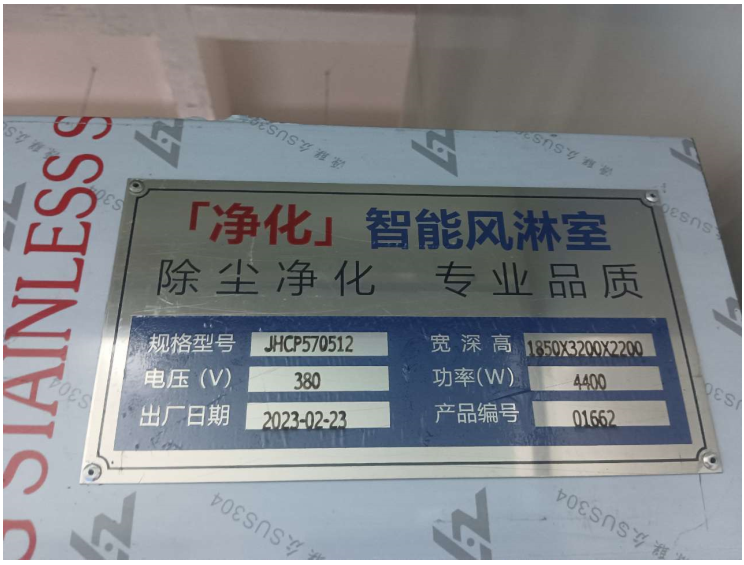 STAINLESS S
「净化」智能风淋室
除尘净化 专业品质
规格型号 JHCP570512 宽深高 1850X3200X2200
电压(V) 380 功率(W) 4400
出厂日期 2023-02-23 产品编号 01662
SUS304
SUS304
SUS304